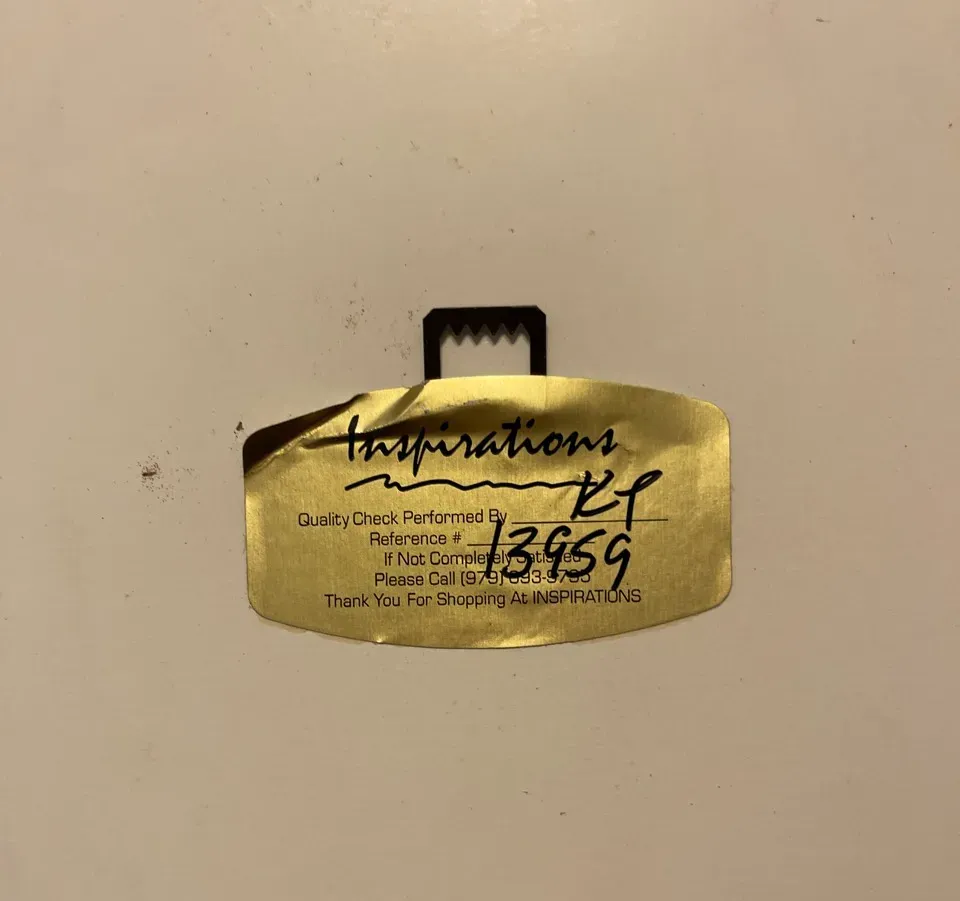 Inspirations
Quality Check Performed By KP
Reference # 13959
If Not Completely Satisfied
Please Call (979)
Thank You For Shopping At INSPIRATIONS